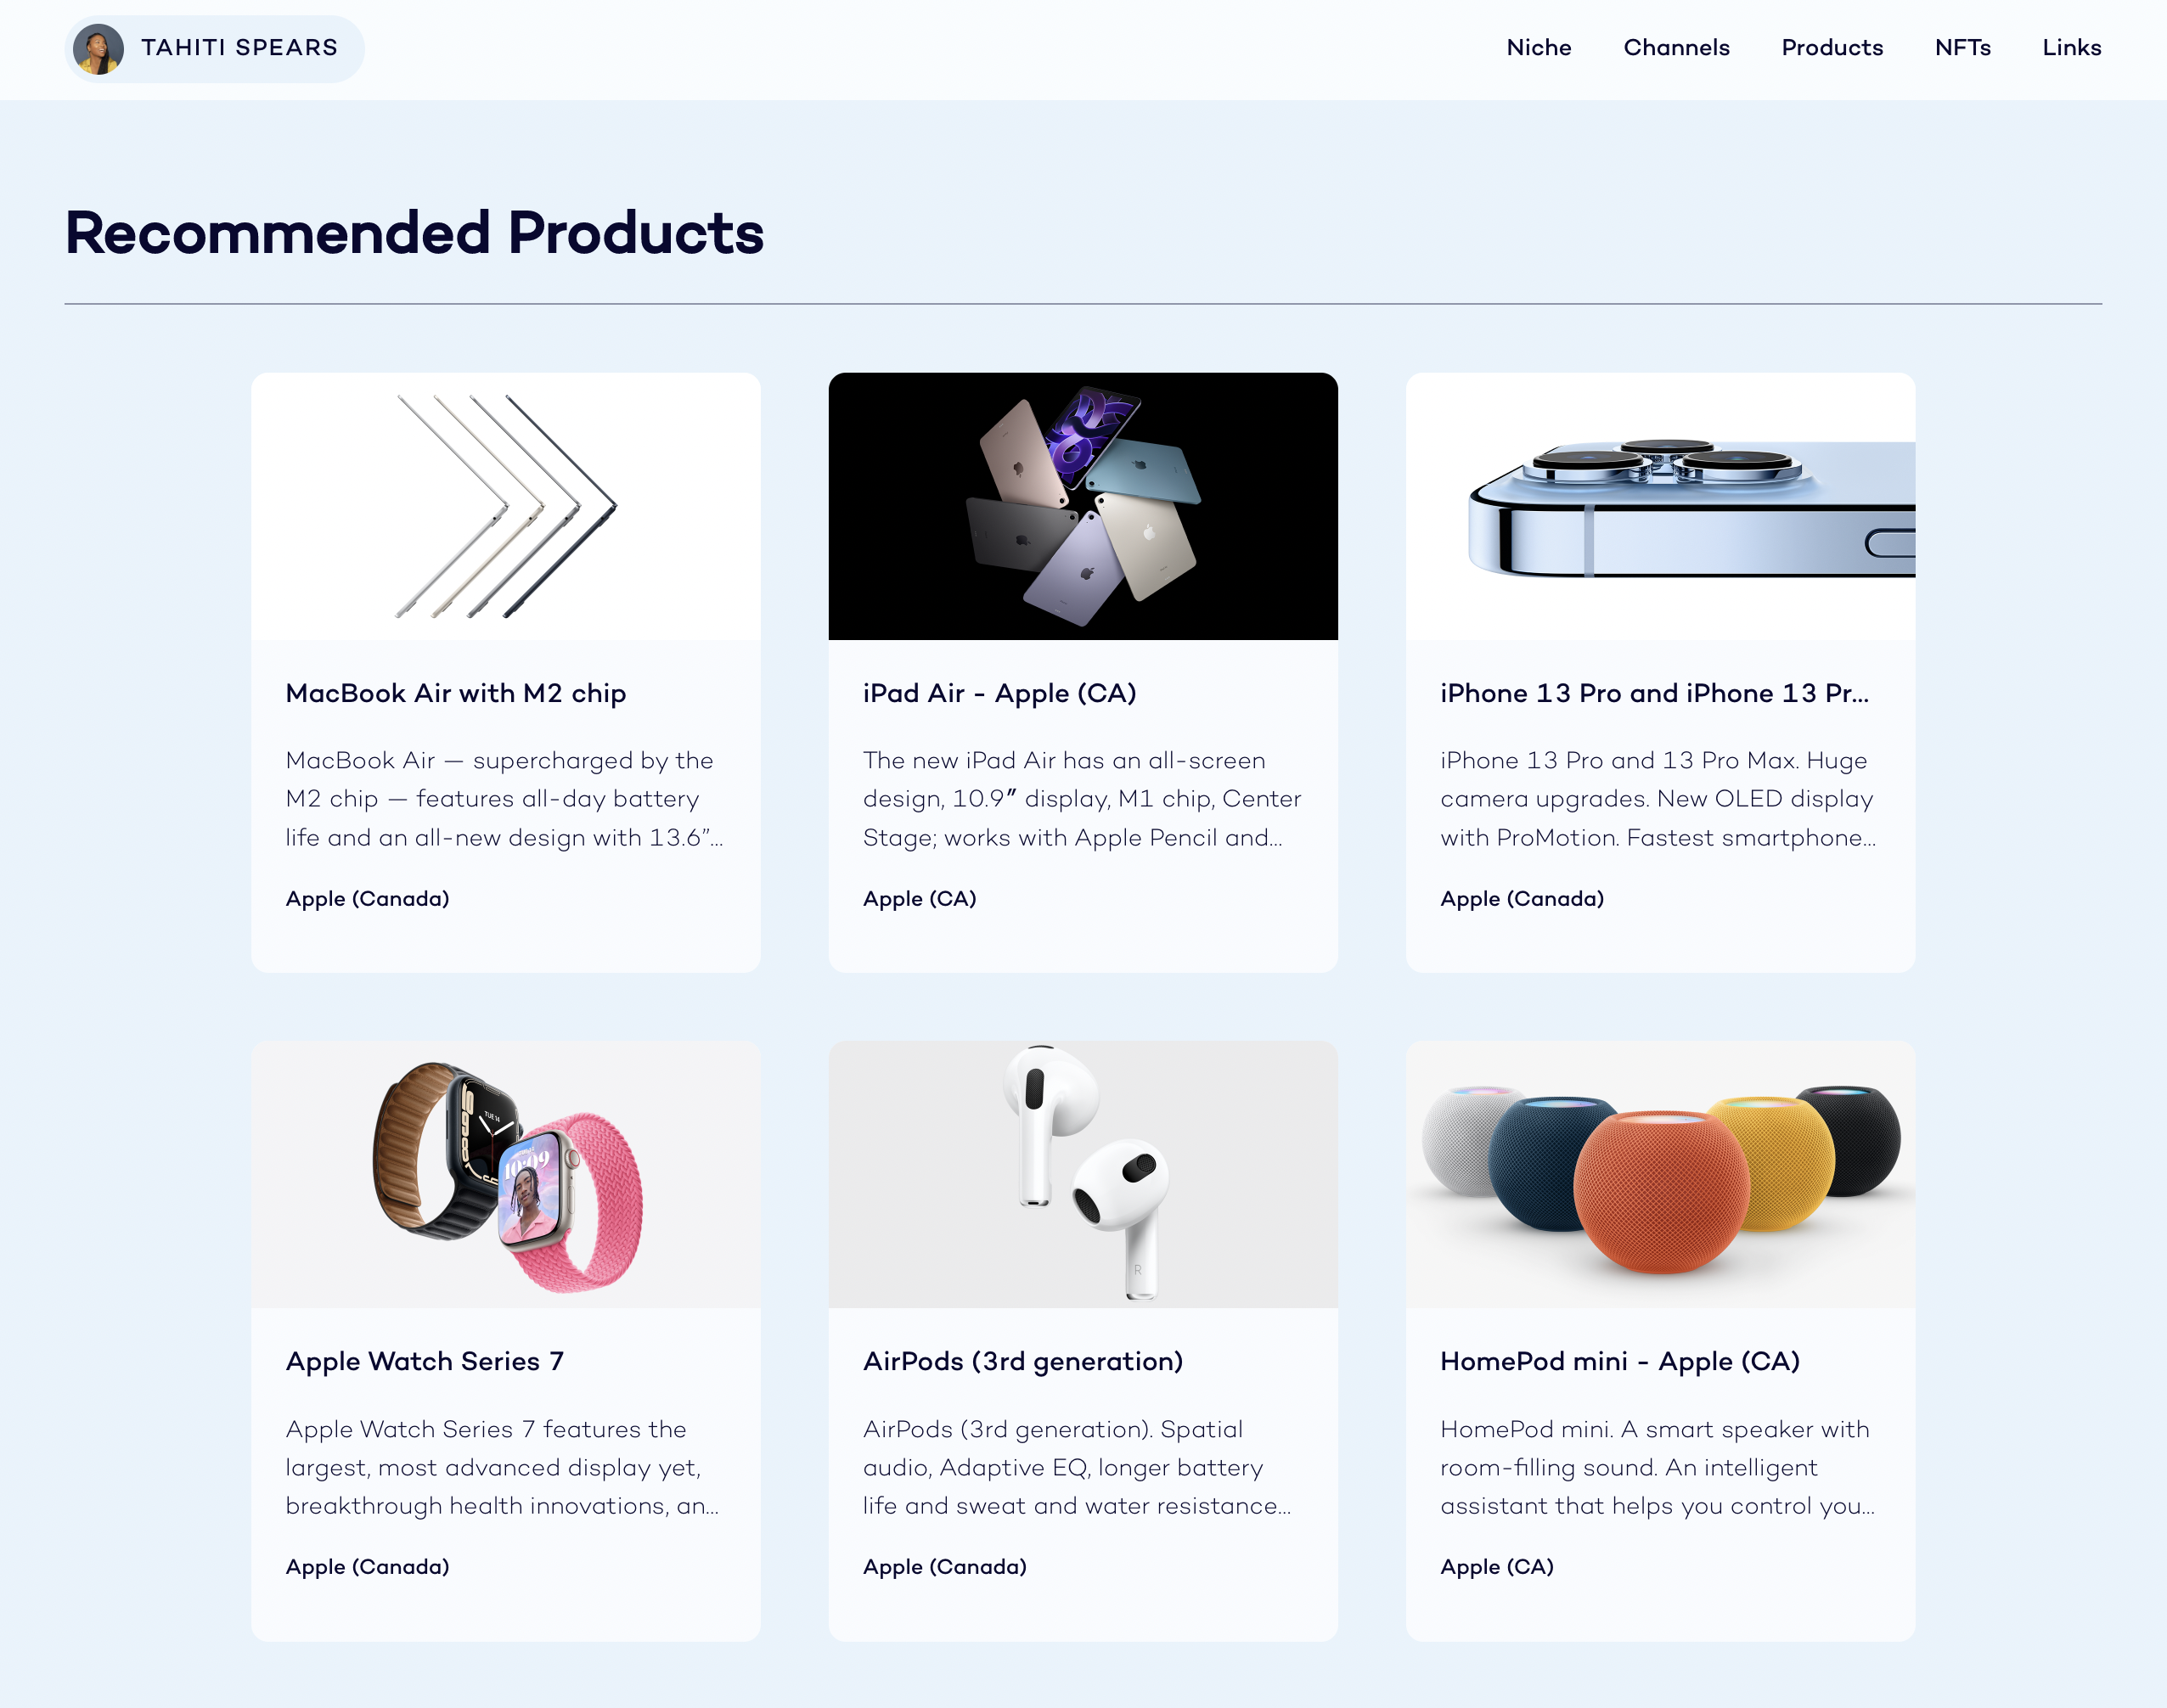 TAHITI SPEARS
Niche Channels Products NFTs Links
Recommended Products
MacBook Air with M2 chip
MacBook Air — supercharged by the
M2 chip — features all-day battery
life and an all-new design with 13.6”...
Apple (Canada)
iPad Air - Apple (CA)
The new iPad Air has an all-screen
design, 10.9″ display, M1 chip, Center
Stage; works with Apple Pencil and...
Apple (CA)
iPhone 13 Pro and iPhone 13 Pr...
iPhone 13 Pro and 13 Pro Max. Huge
camera upgrades. New OLED display
with ProMotion. Fastest smartphone...
Apple (Canada)
TUE 14
10:09
Apple Watch Series 7
Apple Watch Series 7 features the
largest, most advanced display yet,
breakthrough health innovations, an...
Apple (Canada)
R
AirPods (3rd generation)
AirPods (3rd generation). Spatial
audio, Adaptive EQ, longer battery
life and sweat and water resistance...
Apple (Canada)
HomePod mini - Apple (CA)
HomePod mini. A smart speaker with
room-filling sound. An intelligent
assistant that helps you control you...
Apple (CA)